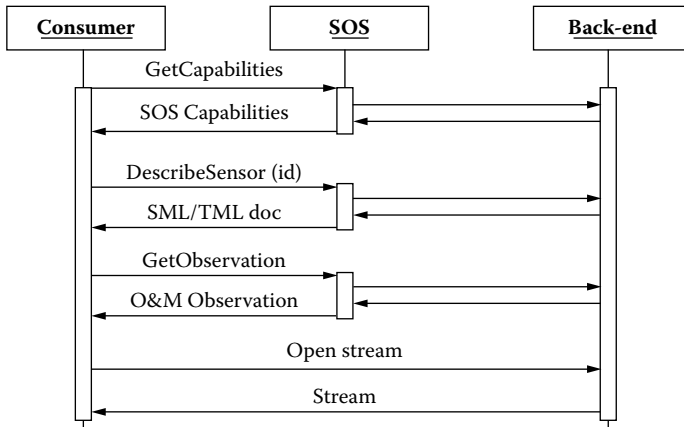 Consumer
SOS
Back-end
GetCapabilities
SOS Capabilities
DescribeSensor (id)
SML/TML doc
GetObservation
O&M Observation
Open stream
Stream